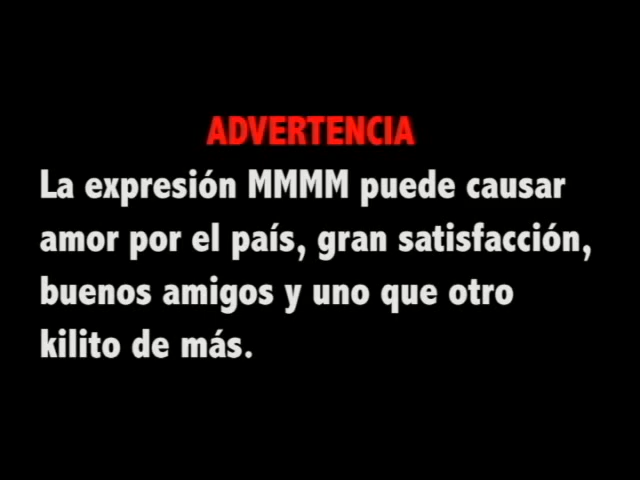 ADVERTENCIA
La expresión MMMM puede causar
amor por el país, gran satisfacción,
buenos amigos y uno que otro
kilito de más.